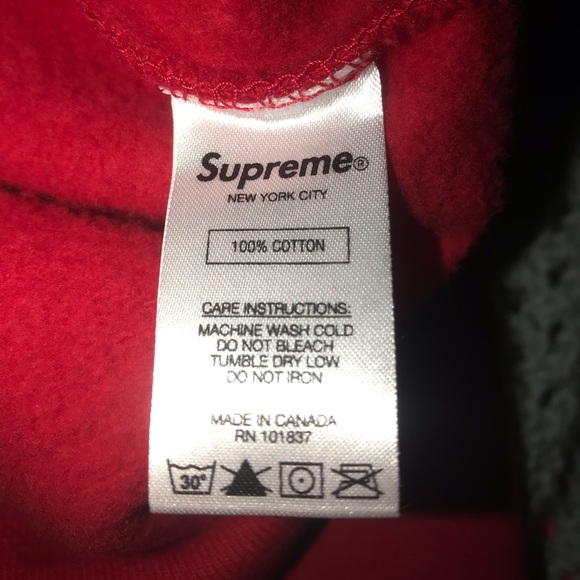 Supreme®
NEW YORK CITY
100% COTTON
CARE INSTRUCTIONS:
MACHINE WASH COLD
DO NOT BLEACH
TUMBLE DRY LOW
DO NOT IRON
MADE IN CANADA
RN 101837
30°